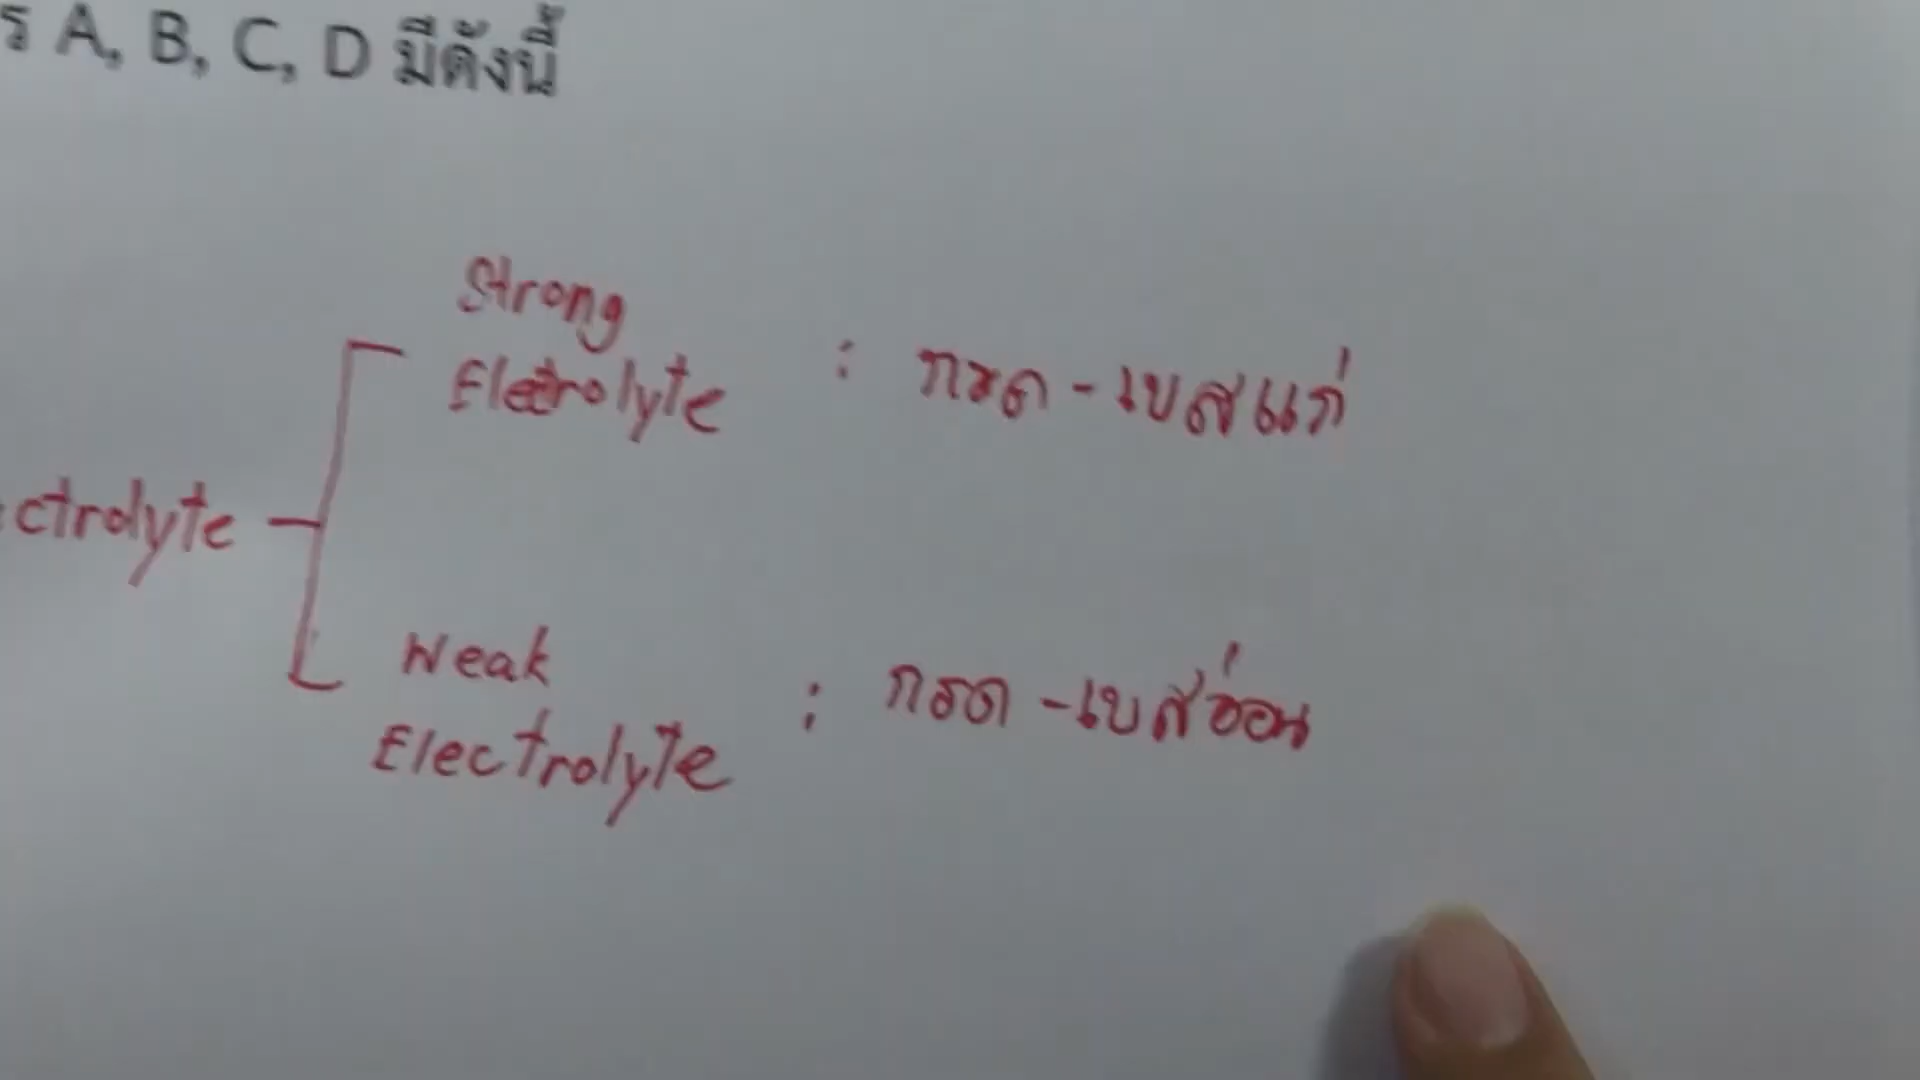 ร A, B, C, D มีดังนี้
Strong
Eletrolyte : กรด - เบสแก่
ctrolyte
Weak
Electrolyte : กรด - เบสอ่อน